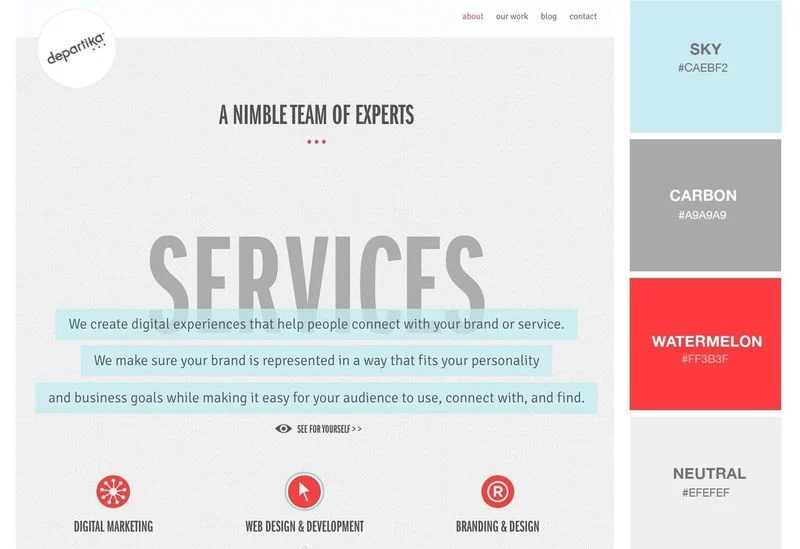 about our work blog contact
departika
A NIMBLE TEAM OF EXPERTS
SERVICES
We create digital experiences that help people connect with your brand or service.
We make sure your brand is represented in a way that fits your personality
and business goals while making it easy for your audience to use, connect with, and find.
SEE FOR YOURSELF >>
DIGITAL MARKETING
WEB DESIGN & DEVELOPMENT
R
BRANDING & DESIGN
SKY
#CAEBF2
CARBON
#A9A9A9
WATERMELON
#FF3B3F
NEUTRAL
#EFEFEF